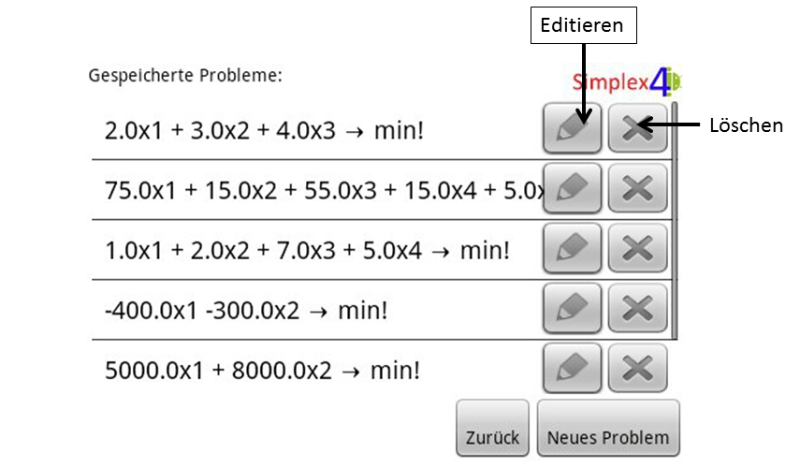 Editieren
Gespeicherte Probleme:
Simplex4
2.0x1 + 3.0x2 + 4.0x3 → min!
Löschen
75.0x1 + 15.0x2 + 55.0x3 + 15.0x4 + 5.0x
1.0x1 + 2.0x2 + 7.0x3 + 5.0x4 → min!
-400.0x1 -300.0x2 → min!
5000.0x1 + 8000.0x2 → min!
Zurück
Neues Problem